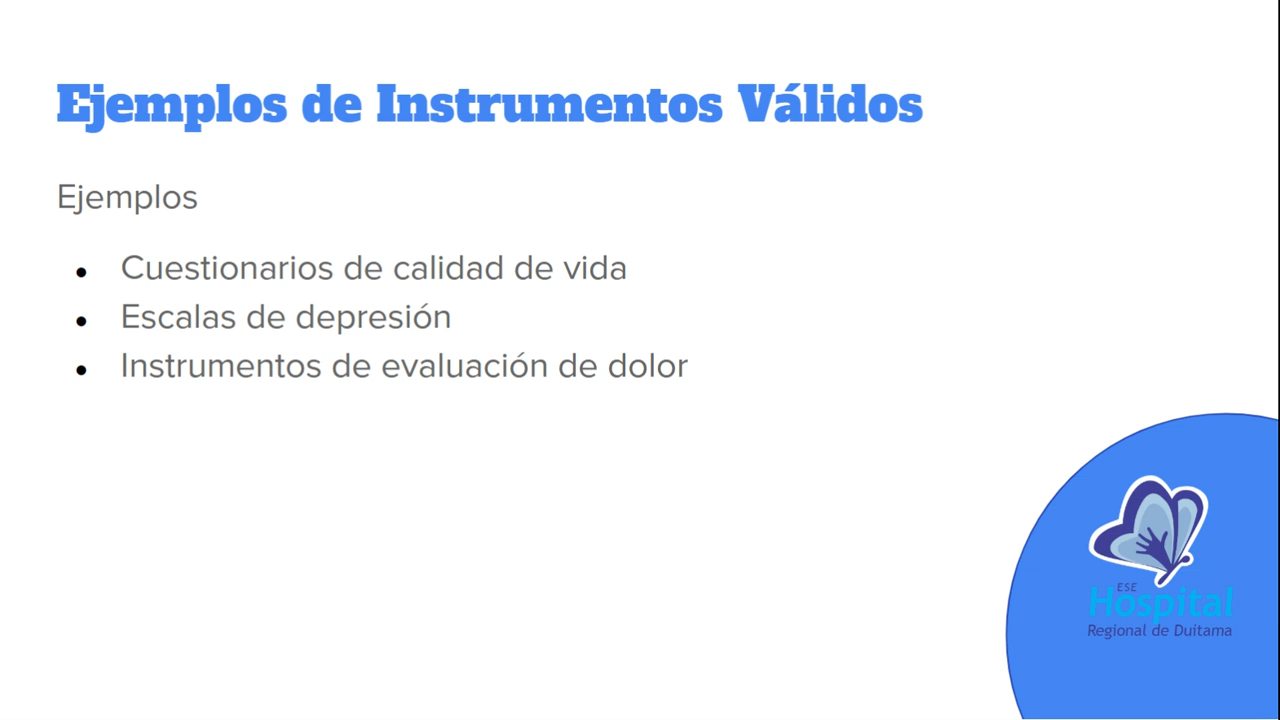 Ejemplos de Instrumentos Válidos
Ejemplos
● Cuestionarios de calidad de vida
● Escalas de depresión
● Instrumentos de evaluación de dolor
ESE
Hospital
Regional de Duitama